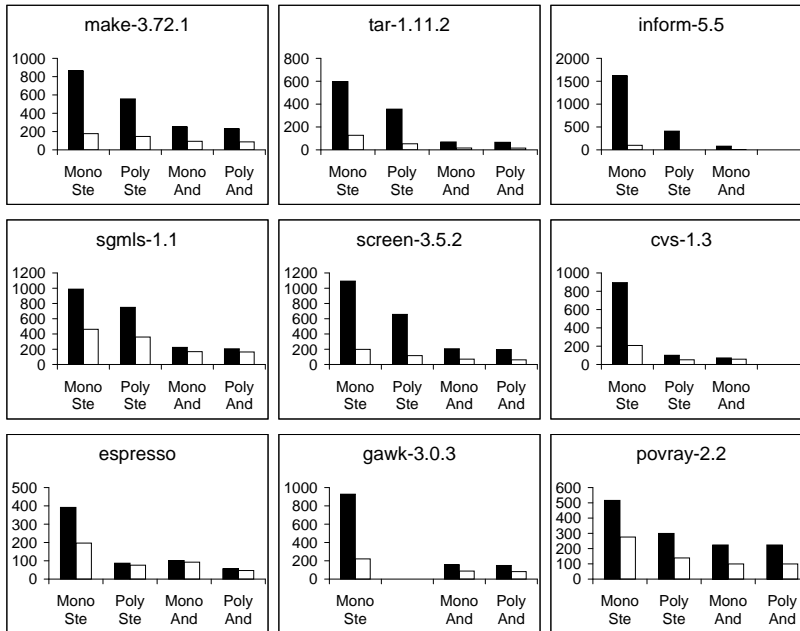 make-3.72.1
1000
800
600
400
200
0
Mono Poly Mono Poly
Ste Ste And And
tar-1.11.2
800
600
400
200
0
Mono Poly Mono Poly
Ste Ste And And
inform-5.5
2000
1500
1000
500
0
Mono Poly Mono
Ste Ste And
sgmls-1.1
1200
1000
800
600
400
200
0
Mono Poly Mono Poly
Ste Ste And And
screen-3.5.2
1200
1000
800
600
400
200
0
Mono Poly Mono Poly
Ste Ste And And
cvs-1.3
1000
800
600
400
200
0
Mono Poly Mono
Ste Ste And
espresso
500
400
300
200
100
0
Mono Poly Mono Poly
Ste Ste And And
gawk-3.0.3
1000
800
600
400
200
0
Mono Mono Poly
Ste And And
povray-2.2
600
500
400
300
200
100
0
Mono Poly Mono Poly
Ste Ste And And